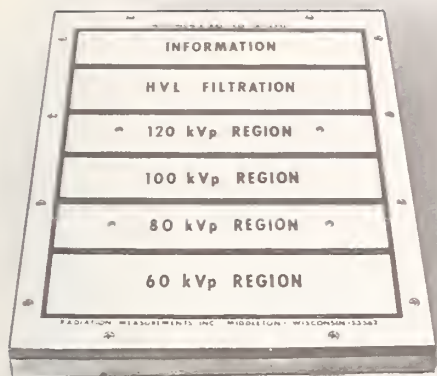 INFORMATION
HVL FILTRATION
120 kVp REGION
100 kVp REGION
80 kVp REGION
60 kVp REGION
RADIATION MEASUREMENTS INC. MIDDLETON, WISCONSIN-53562